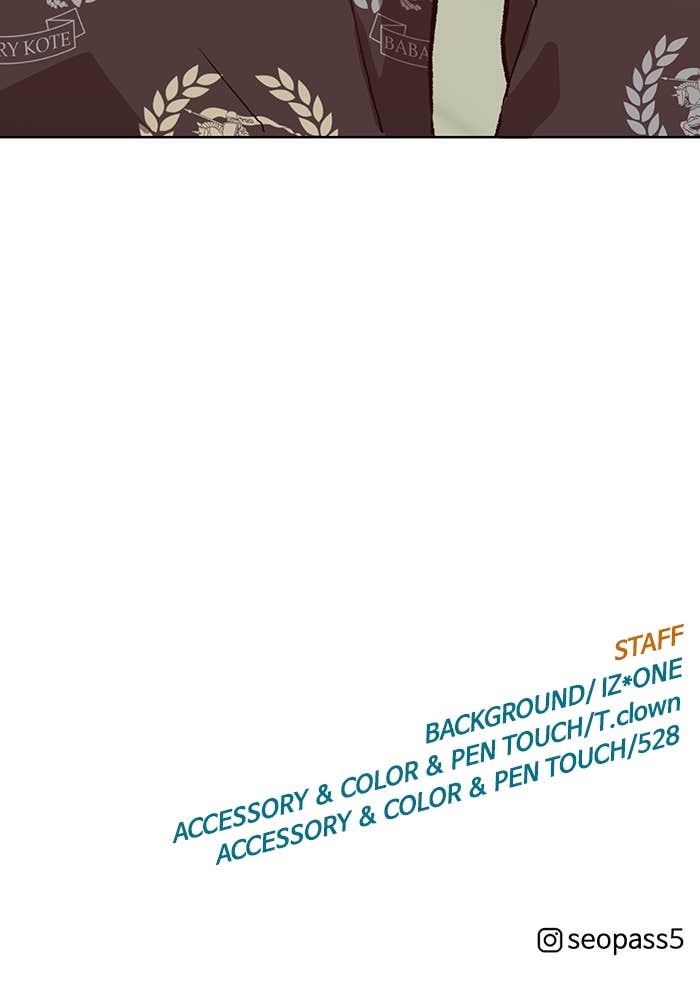 RY KOTE
BABA
STAFF
BACKGROUND/ IZ*ONE
ACCESSORY & COLOR & PEN TOUCH/T.clown
ACCESSORY & COLOR & PEN TOUCH/528
seopass5